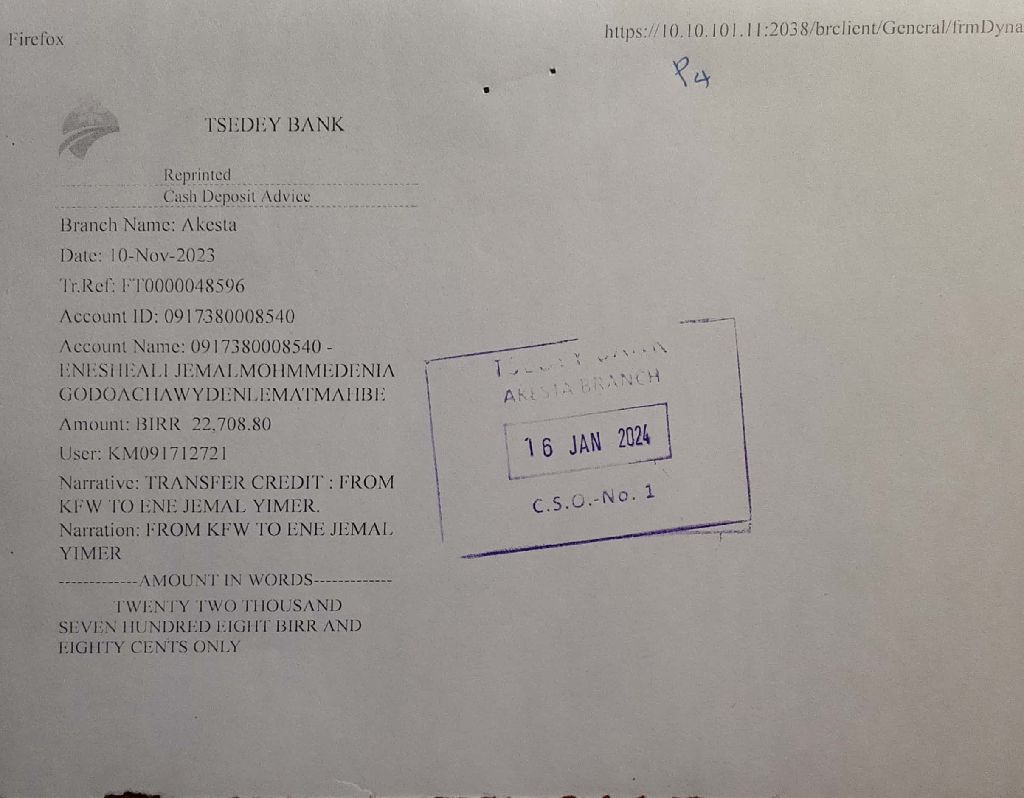 Firefox
https://10.10.101.11:2038/brclient/General/frmDyna
P4
TSEDEY BANK
Reprinted
Cash Deposit Advice
Branch Name: Akesta
Date: 10-Nov-2023
Tr.Ref: FT0000048596
Account ID: 0917380008540
Account Name: 0917380008540 -
ENESHEALI JEMALMOHMMEDENIA
GODOACHAWYDENLEMATMAHBE
Amount: BIRR 22,708.80
User: KM091712721
Narrative: TRANSFER CREDIT : FROM
KFW TO ENE JEMAL YIMER.
Narration: FROM KFW TO ENE JEMAL
YIMER
-------------AMOUNT IN WORDS-------------
TWENTY TWO THOUSAND
SEVEN HUNDRED EIGHT BIRR AND
EIGHTY CENTS ONLY
TSEDEY BANK
AKESTA BRANCH
16 JAN 2024
C.S.O.-No. 1